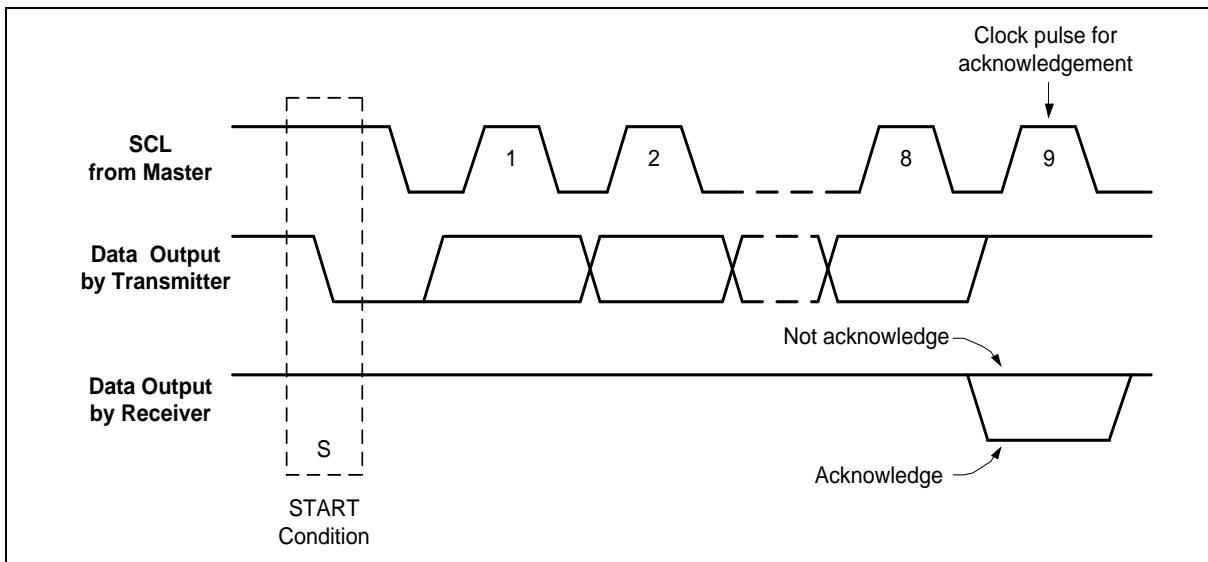 Clock pulse for
acknowledgement
SCL
from Master
1
2
8
9
Data Output
by Transmitter
Not acknowledge
Data Output
by Receiver
S
Acknowledge
START
Condition